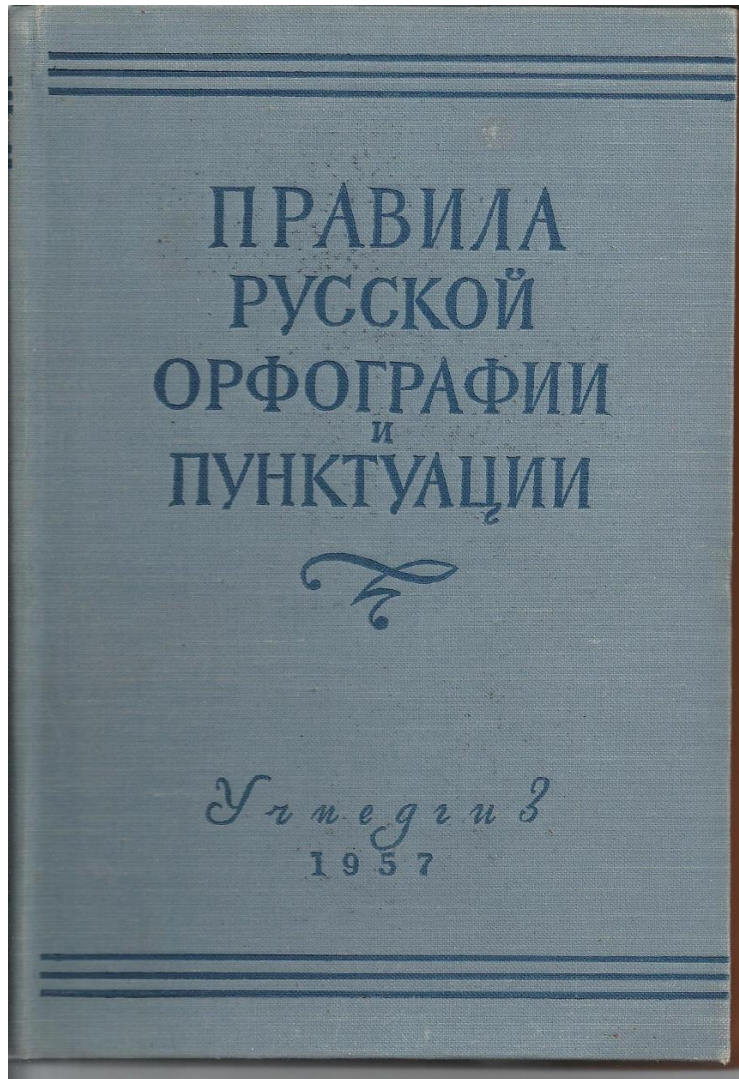 ПРАВИЛА
РУССКОЙ
ОРФОГРАФИИ
и
ПУНКТУАЦИИ
Учпедгиз
1957